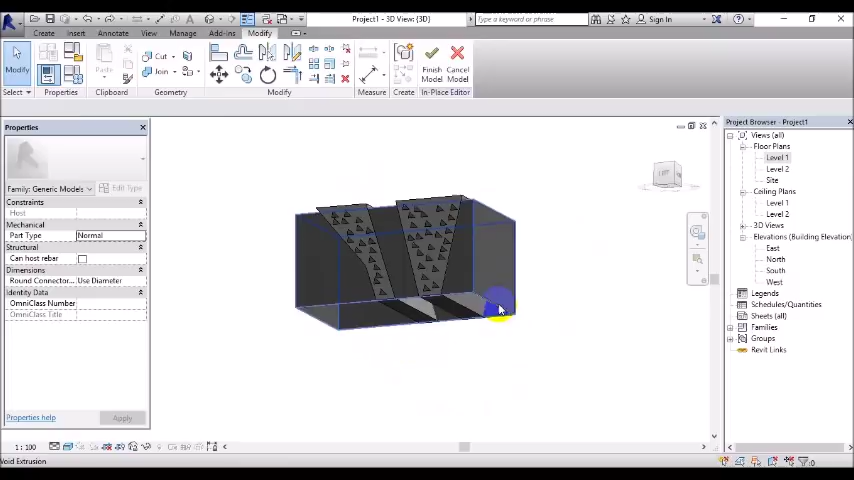 Project1 - 3D View: {3D}
Type a keyword or phrase
Sign In
Create
Insert
Annotate
View
Manage
Add-Ins
Modify
Modify
Paste
Cut
Join
Finish
Model
Cancel
Model
Select
Properties
Clipboard
Geometry
Modify
Measure
Create
In-Place Editor
Properties
Family: Generic Models
Edit Type
Constraints
Host
Mechanical
Part Type
Normal
Structural
Can host rebar
Dimensions
Round Connector...
Use Diameter
Identity Data
OmniClass Number
OmniClass Title
Properties help
Apply
Project Browser - Project1
Views (all)
Floor Plans
Level 1
Level 2
Site
Ceiling Plans
Level 1
Level 2
3D Views
Elevations (Building Elevation)
East
North
South
West
Legends
Schedules/Quantities
Sheets (all)
Families
Groups
Revit Links
1 : 100
Void Extrusion